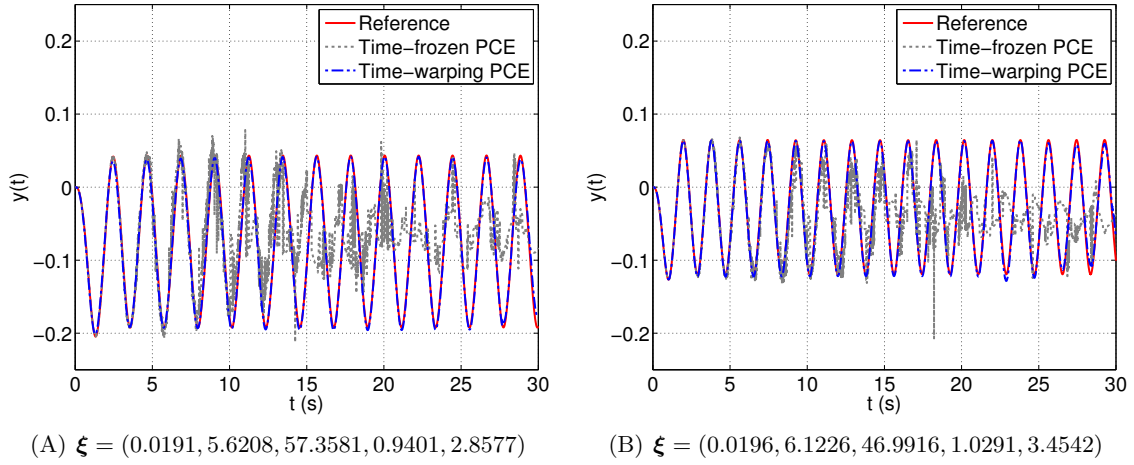 Reference
Time−frozen PCE
Time−warping PCE
0.2
0.1
0
−0.1
−0.2
y(t)
0 5 10 15 20 25 30
t (s)
(A) ξ = (0.0191, 5.6208, 57.3581, 0.9401, 2.8577)
Reference
Time−frozen PCE
Time−warping PCE
0.2
0.1
0
−0.1
−0.2
y(t)
0 5 10 15 20 25 30
t (s)
(B) ξ = (0.0196, 6.1226, 46.9916, 1.0291, 3.4542)